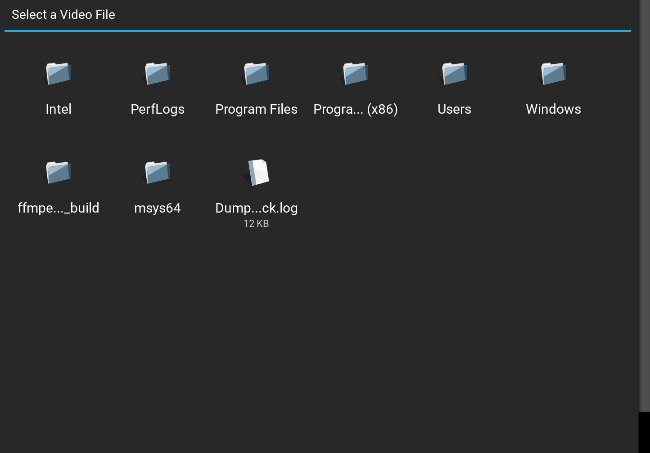 Select a Video File
Intel
PerfLogs
Program Files
Progra... (x86)
Users
Windows
ffmpe..._build
msys64
Dump...ck.log
12 KB